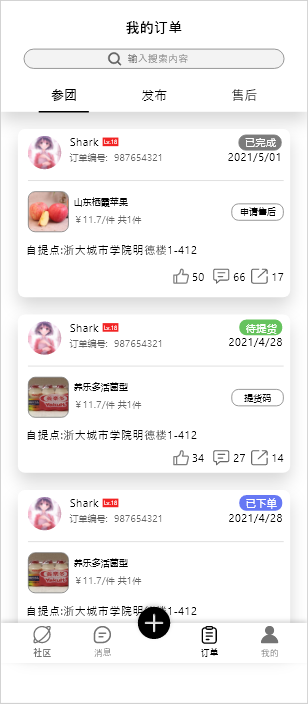 我的订单
输入搜索内容
参团 发布 售后
Shark Lv.18 已完成
订单编号: 987654321 2021/5/01
山东栖霞苹果
￥11.7/件 共1件 申请售后
自提点:浙大城市学院明德楼1-412
50 66 17
Shark Lv.18 待提货
订单编号: 987654321 2021/4/28
养乐多活菌型
￥11.7/件 共1件 提货码
自提点:浙大城市学院明德楼1-412
34 27 14
Shark Lv.18 已下单
订单编号: 987654321 2021/4/28
养乐多活菌型
￥11.7/件 共1件
自提点:浙大城市学院明德楼1-412
社区 消息 订单 我的